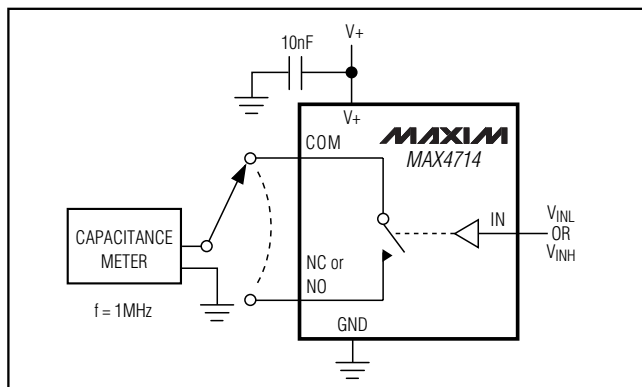 V+
10nF
V+
MAXIM
MAX4714
COM
IN
V_INL
OR
V_INH
CAPACITANCE
METER
NC or
NO
f = 1MHz
GND